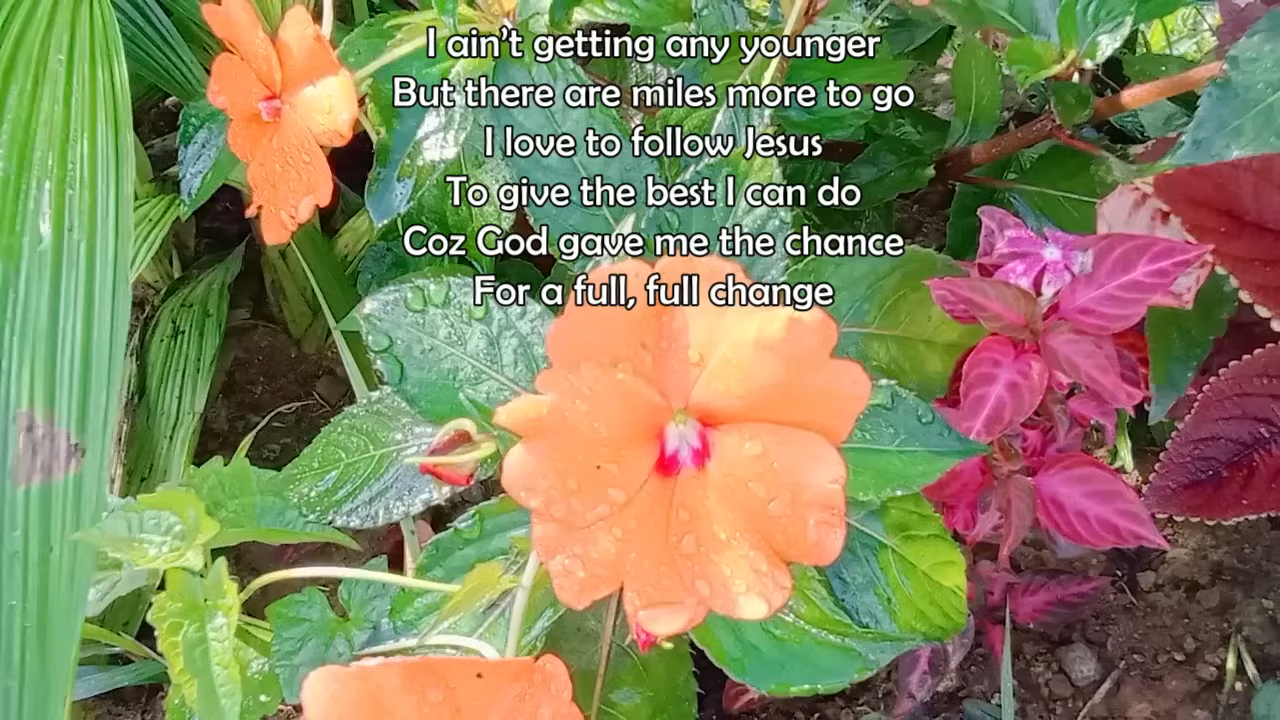 I ain’t getting any younger
But there are miles more to go
I love to follow Jesus
To give the best I can do
Coz God gave me the chance
For a full, full change